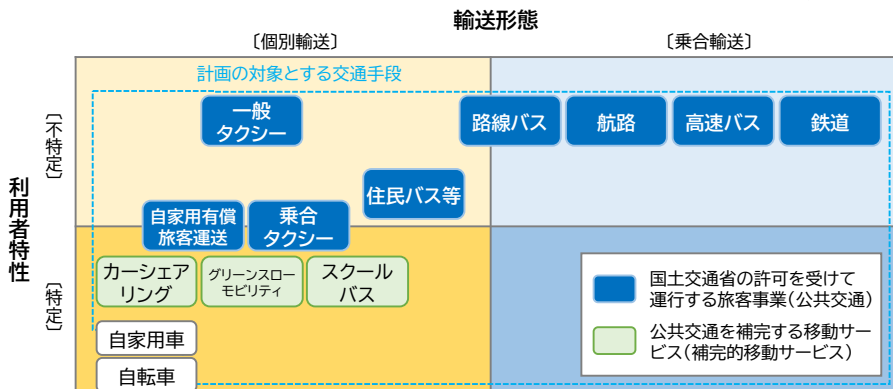 輸送形態
〔個別輸送〕
〔乗合輸送〕
計画の対象とする交通手段
利用者特性
〔不特定〕
〔特定〕
一般
タクシー
路線バス
航路
高速バス
鉄道
住民バス等
自家用有償
旅客運送
乗合
タクシー
カーシェア
リング
グリーンスロー
モビリティ
スクール
バス
自家用車
自転車
国土交通省の許可を受けて
運行する旅客事業(公共交通)
公共交通を補完する移動サー
ビス(補完的移動サービス)